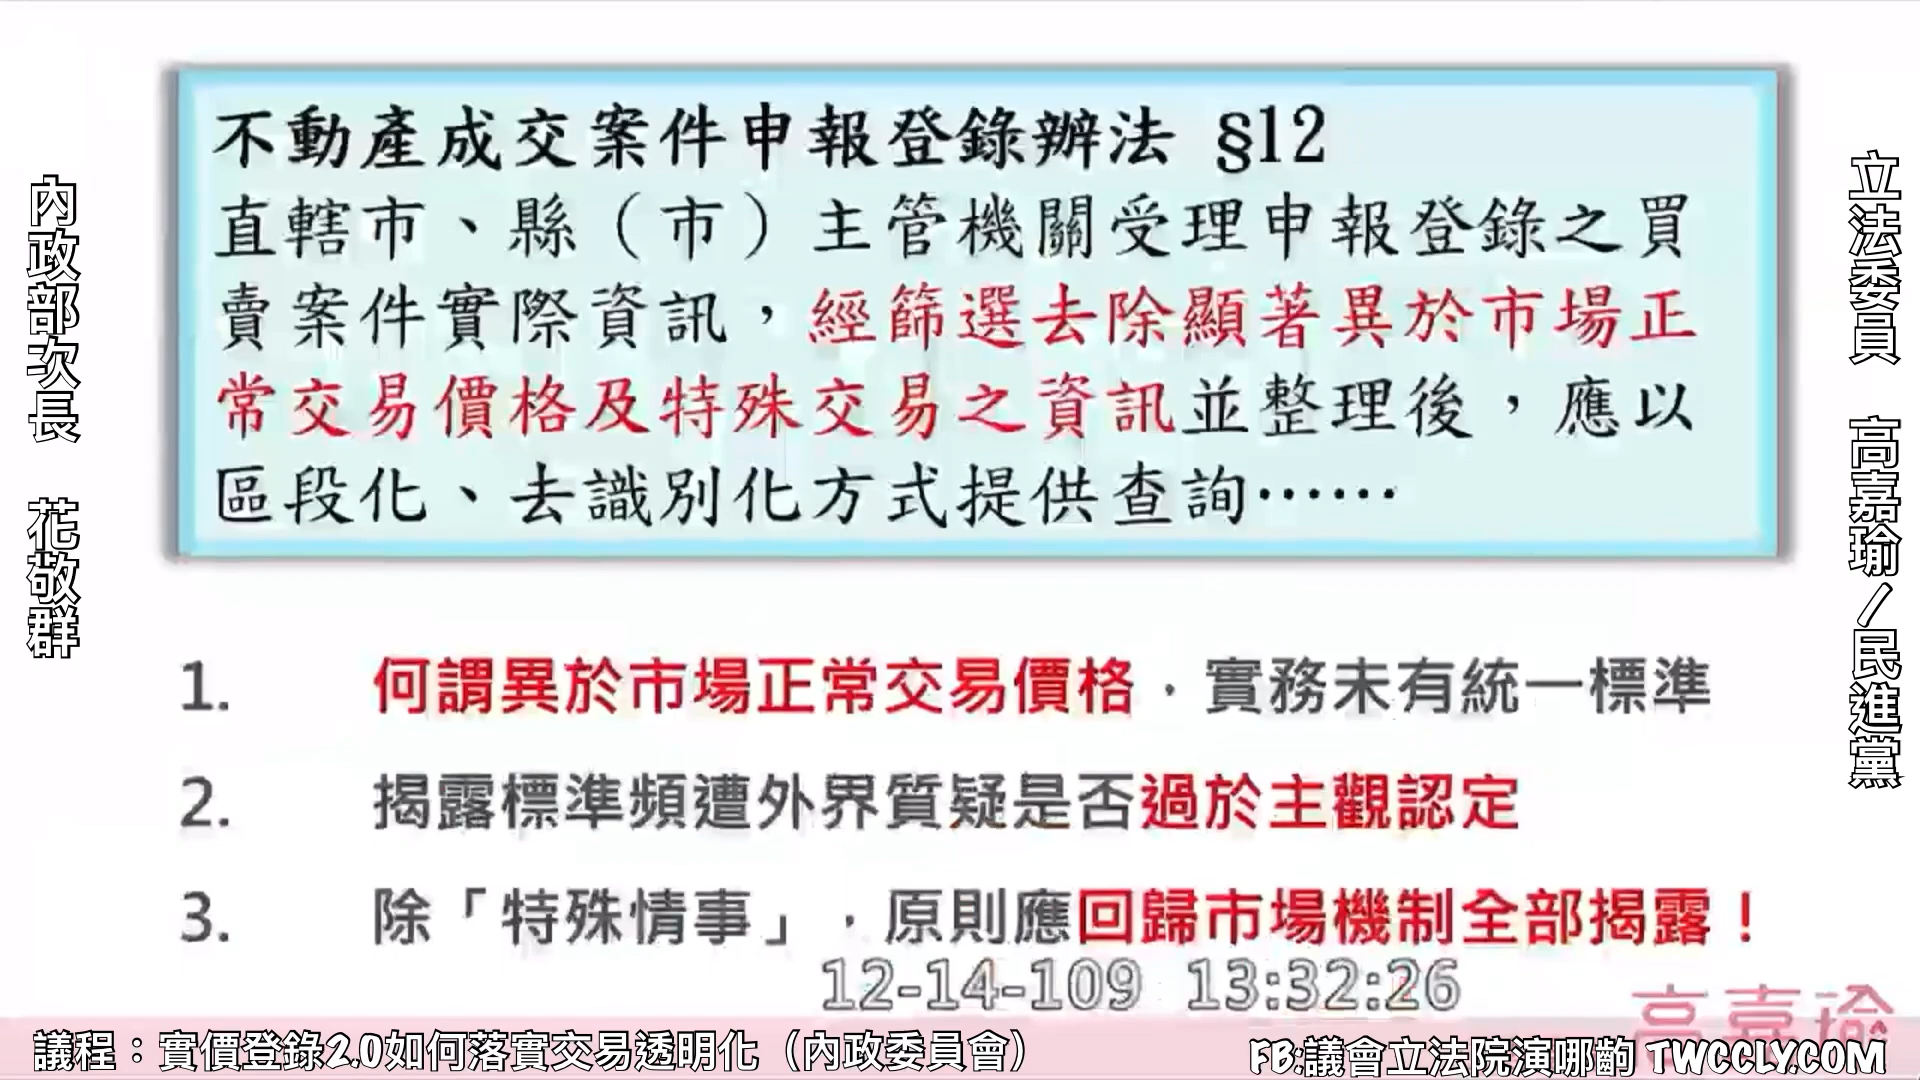 不動產成交案件申報登錄辦法 §12
直轄市、縣（市）主管機關受理申報登錄之買
賣案件實際資訊，經篩選去除顯著異於市場正
常交易價格及特殊交易之資訊並整理後，應以
區段化、去識別化方式提供查詢⋯⋯
內政部次長 花敬群
立法委員 高嘉瑜/民進黨
1. 何謂異於市場正常交易價格，實務未有統一標準
2. 揭露標準頻遭外界質疑是否過於主觀認定
3. 除「特殊情事」，原則應回歸市場機制全部揭露！
12-14-109 13:32:26
高嘉瑜
議程：實價登錄2.0如何落實交易透明化（內政委員會）
FB:議會立法院演哪齣 TWCCLY.COM